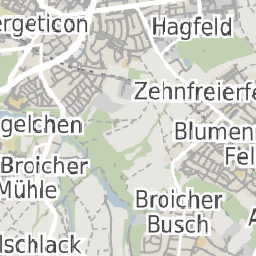 ergeticon
Hagfeld
Zehnfreierfe
gelchen
Blumen
Fel
Broicher
Mühle
Broicher
Busch
A
lschlack